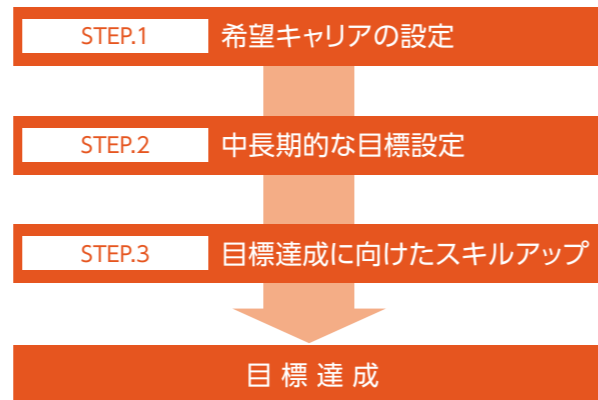 STEP.1 希望キャリアの設定
STEP.2 中長期的な目標設定
STEP.3 目標達成に向けたスキルアップ
目標達成